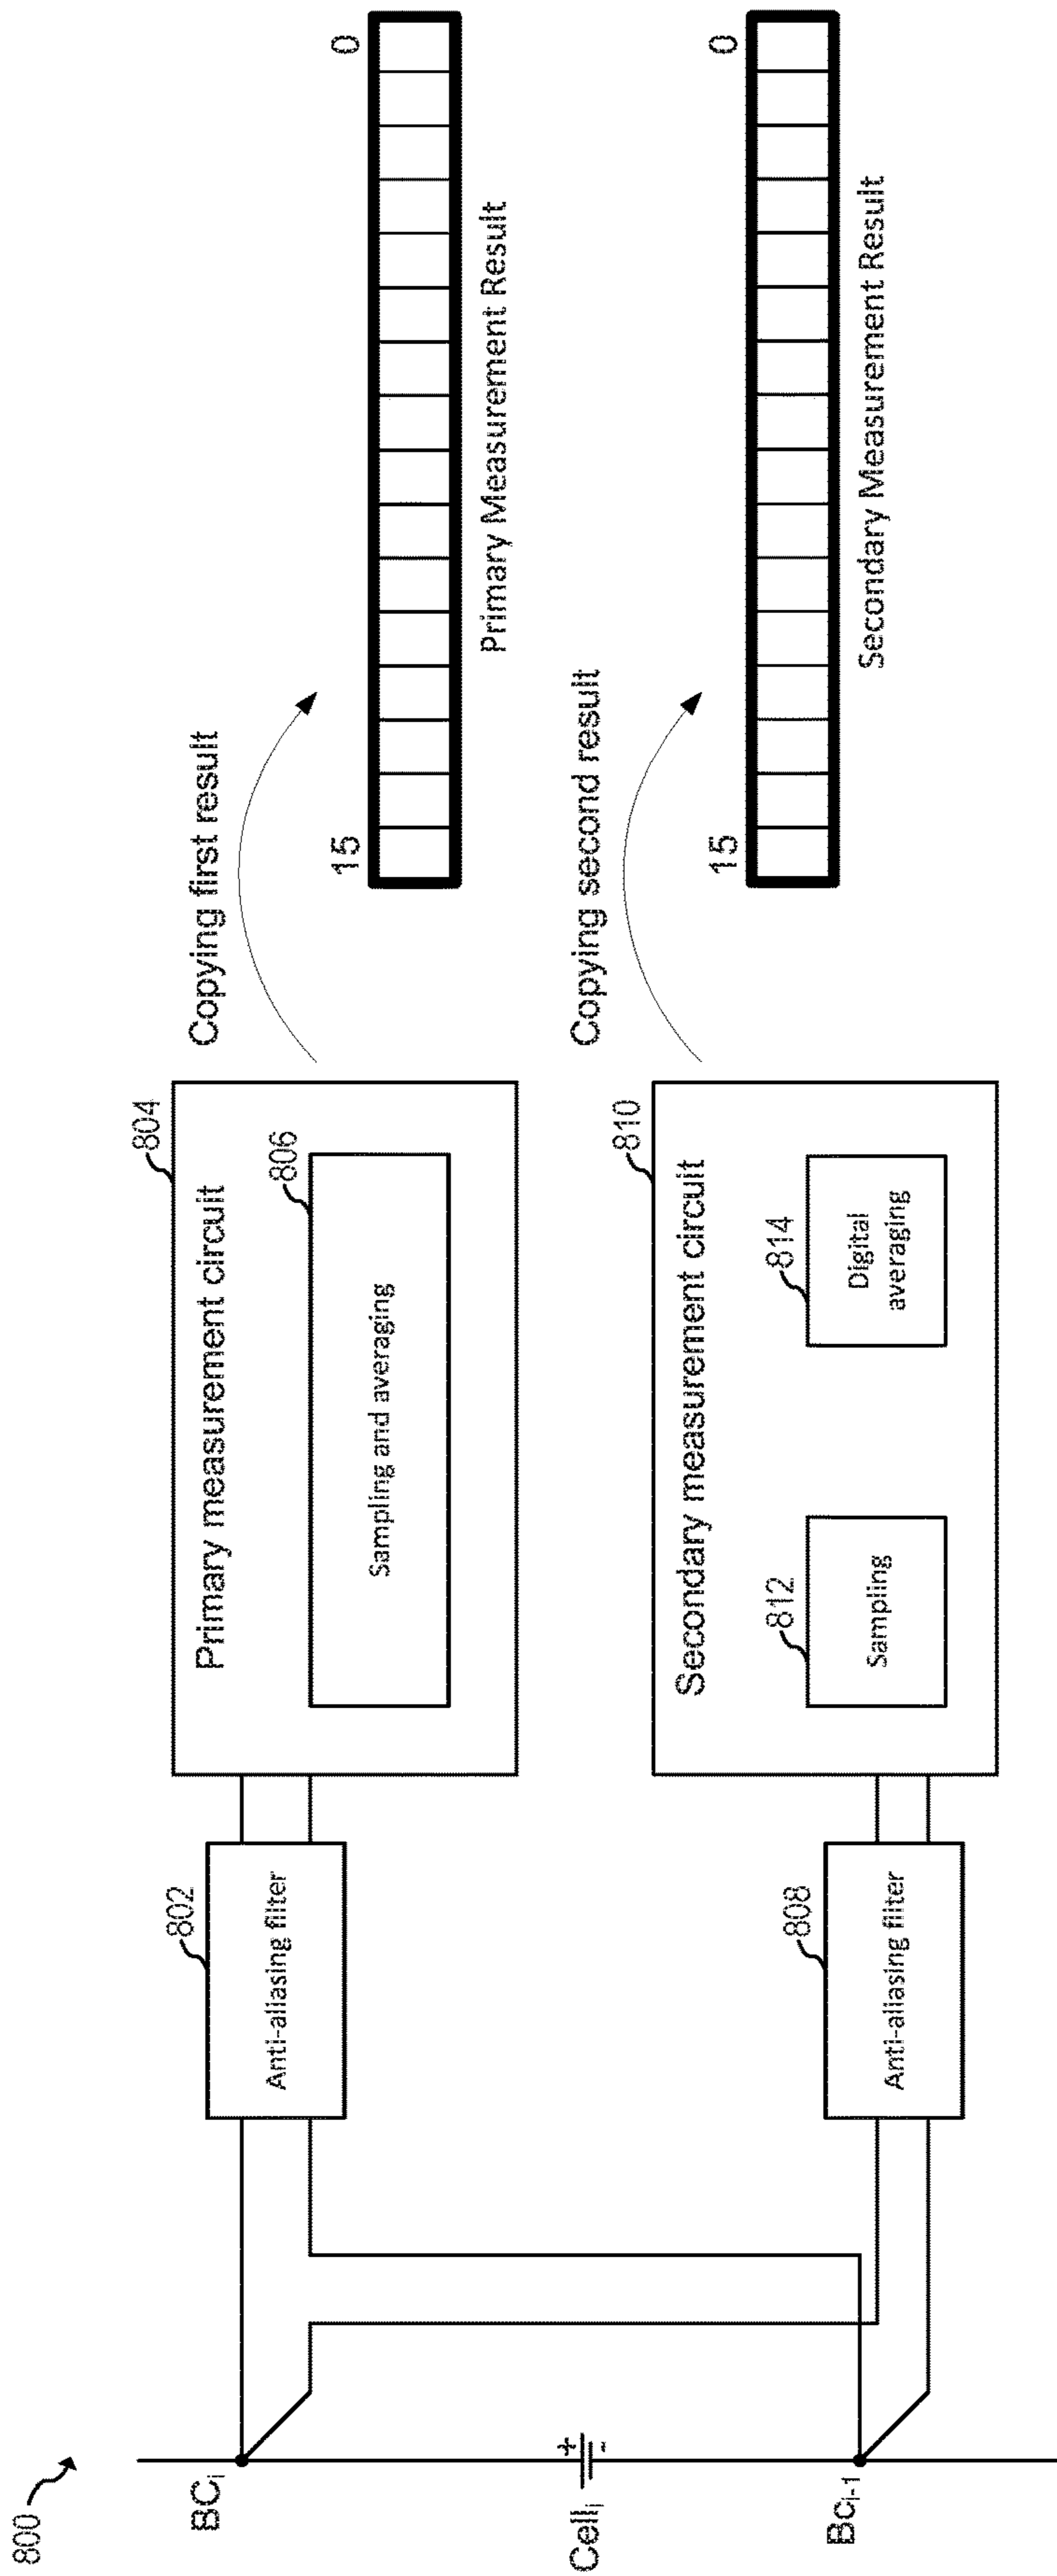 800
BCi
Celli
+
-
Bci-1
802
Anti-aliasing filter
804
Primary measurement circuit
806
Sampling and averaging
Copying first result
15
0
Primary Measurement Result
808
Anti-aliasing filter
810
Secondary measurement circuit
812
Sampling
814
Digital
averaging
Copying second result
15
0
Secondary Measurement Result